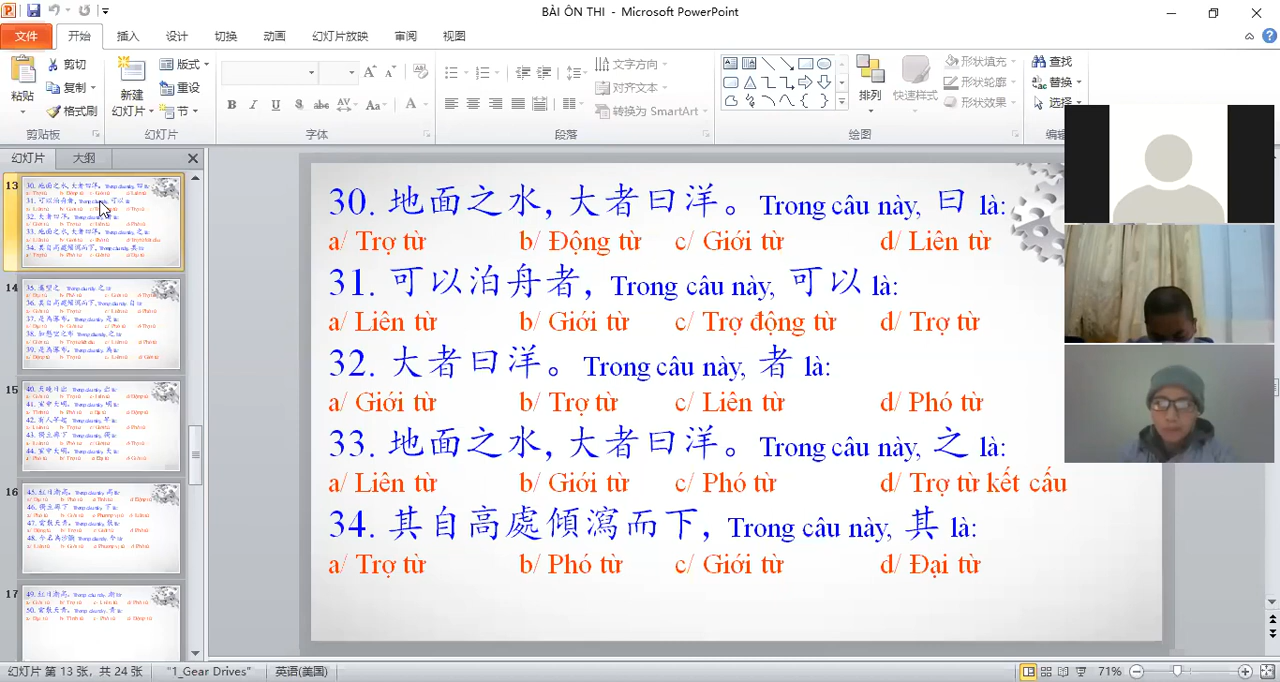 BÀI ÔN THI - Microsoft PowerPoint
文件 开始 插入 设计 切换 动画 幻灯片放映 审阅 视图
粘贴 剪切 复制 格式刷 剪贴板
新建 幻灯片 版式 重设 节 幻灯片
B I U S abc AV Aa A 字体
文字方向 对齐文本 转换为 SmartArt 段落
排列 快速样式 形状填充 形状轮廓 形状效果 绘图
查找 替换 选择
幻灯片 大纲
13
14
15
16
17
30. 地面之水, 大者曰洋。Trong câu này, 曰 là:
a/ Trợ từ b/ Động từ c/ Giới từ d/ Liên từ
31. 可以泊舟者, Trong câu này, 可以 là:
a/ Liên từ b/ Giới từ c/ Trợ động từ d/ Trợ từ
32. 大者曰洋。Trong câu này, 者 là:
a/ Giới từ b/ Trợ từ c/ Liên từ d/ Phó từ
33. 地面之水, 大者曰洋。Trong câu này, 之 là:
a/ Liên từ b/ Giới từ c/ Phó từ d/ Trợ từ kết cấu
34. 其自高處傾瀉而下, Trong câu này, 其 là:
a/ Trợ từ b/ Phó từ c/ Giới từ d/ Đại từ
幻灯片 第 13 张, 共 24 张 "1_Gear Drives" 英语(美国) 71%